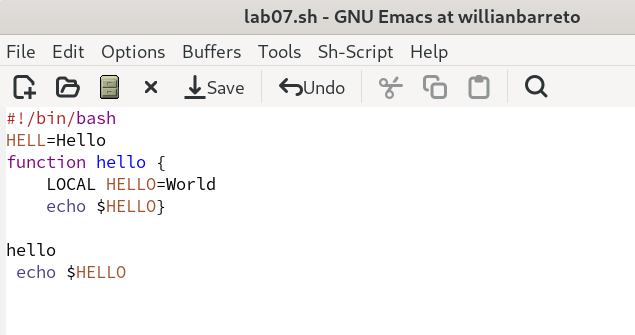 lab07.sh - GNU Emacs at willianbarreto
File Edit Options Buffers Tools Sh-Script Help
Save Undo
#!/bin/bash
HELL=Hello
function hello {
    LOCAL HELLO=World
    echo $HELLO}

hello
 echo $HELLO